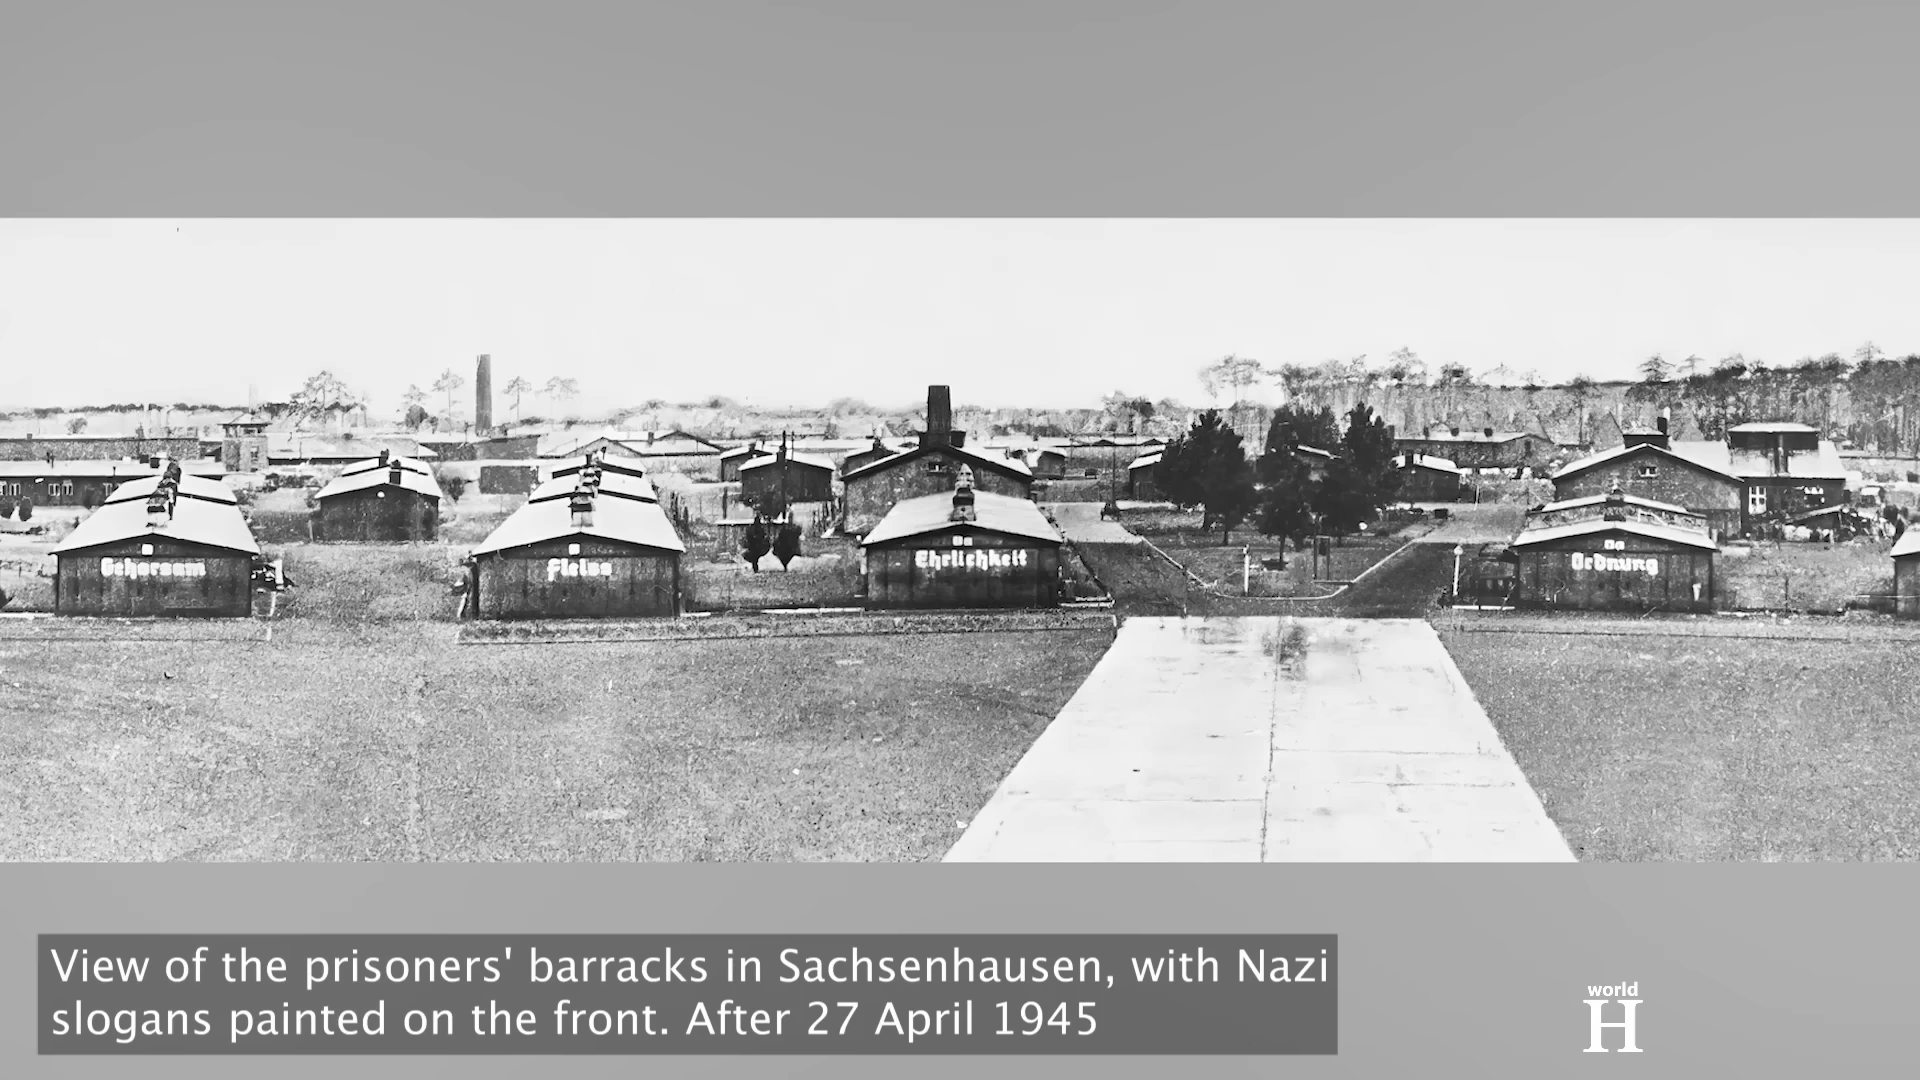 Gehorsam
Fleiss
Ehrlichkeit
Ordnung
View of the prisoners' barracks in Sachsenhausen, with Nazi
slogans painted on the front. After 27 April 1945
world
H